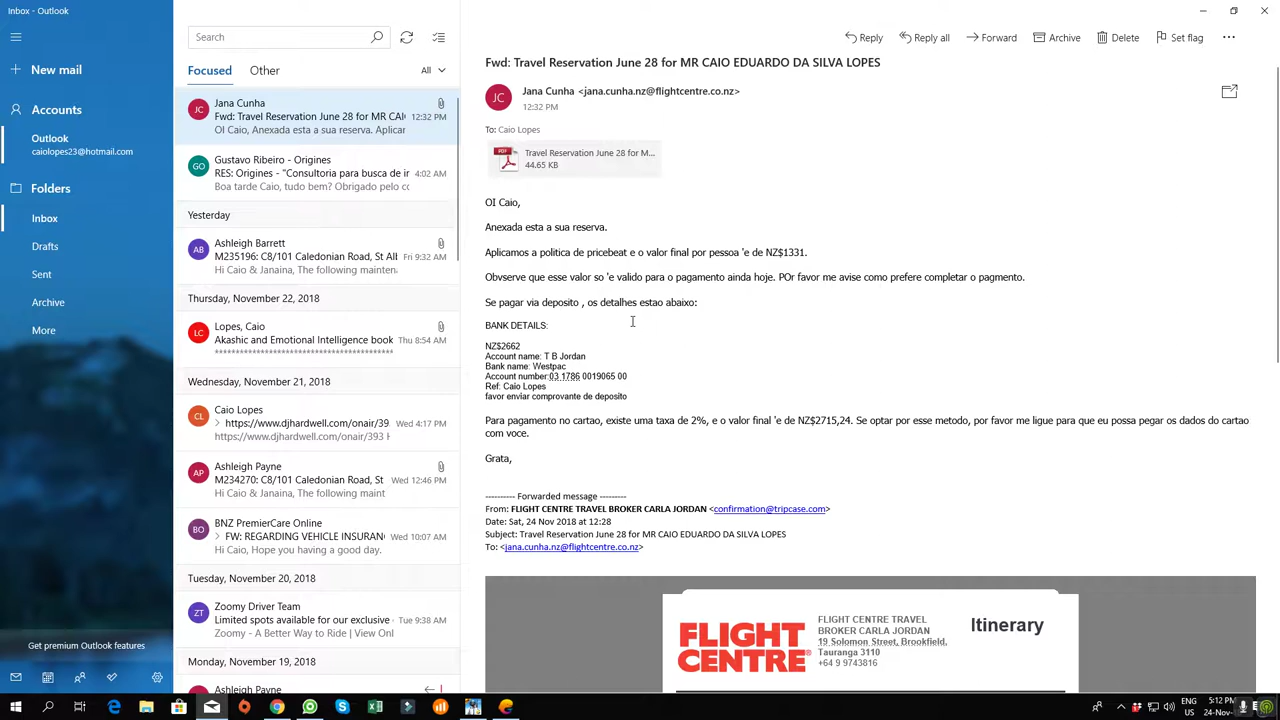 Inbox - Outlook
New mail
Accounts
Outlook
caiolopes23@hotmail.com
Folders
Inbox
Drafts
Sent
Archive
More
Get premium Outlook features
Search
Focused
Other
All
JC
Jana Cunha
Fwd: Travel Reservation June 28 for MR CAI
12:32 PM
OI Caio, Anexada esta a sua reserva. Aplicar
GO
Gustavo Ribeiro - Origines
RES: Origines - "Consultoria para busca de ir
4:02 AM
Boa tarde Caio, tudo bem? Obrigado pelo cc
Yesterday
AB
Ashleigh Barrett
M235196: C8/101 Caledonian Road, St Alb
Fri 9:32 AM
Hi Caio & Janaina, The following mainten
Thursday, November 22, 2018
LC
Lopes, Caio
Akashic and Emotional Intelligence book
Thu 8:54 AM
Wednesday, November 21, 2018
CL
Caio Lopes
https://www.djhardwell.com/onair/393
Wed 4:17 PM
https://www.djhardwell.com/onair/393 H
AP
Ashleigh Payne
M234270: C8/101 Caledonian Road, St
Wed 12:46 PM
Hi Caio & Janaina, The following maint
BO
BNZ PremierCare Online
FW: REGARDING VEHICLE INSURAN
Wed 10:07 AM
Hi Caio, Hope you having a good day.
Tuesday, November 20, 2018
ZT
Zoomy Driver Team
Limited spots available for our exclusive
Tue 9:38 AM
Zoomy - A Better Way to Ride | View Onl
Monday, November 19, 2018
Ashleigh Payne
Reply
Reply all
Forward
Archive
Delete
Set flag
Fwd: Travel Reservation June 28 for MR CAIO EDUARDO DA SILVA LOPES
JC
Jana Cunha <jana.cunha.nz@flightcentre.co.nz>
12:32 PM
To: Caio Lopes
PDF
Travel Reservation June 28 for M...
44.65 KB
OI Caio,
Anexada esta a sua reserva.
Aplicamos a politica de pricebeat e o valor final por pessoa 'e de NZ$1331.
Obvserve que esse valor so 'e valido para o pagamento ainda hoje. POr favor me avise como prefere completar o pagmento.
Se pagar via deposito , os detalhes estao abaixo:
BANK DETAILS:
NZ$2662
Account name: T B Jordan
Bank name: Westpac
Account number:03 1786 0019065 00
Ref: Caio Lopes
favor enviar comprovante de deposito
Para pagamento no cartao, existe uma taxa de 2%, e o valor final 'e de NZ$2715,24. Se optar por esse metodo, por favor me ligue para que eu possa pegar os dados do cartao
com voce.
Grata,
---------- Forwarded message ---------
From: FLIGHT CENTRE TRAVEL BROKER CARLA JORDAN <confirmation@tripcase.com>
Date: Sat, 24 Nov 2018 at 12:28
Subject: Travel Reservation June 28 for MR CAIO EDUARDO DA SILVA LOPES
To: <jana.cunha.nz@flightcentre.co.nz>
FLIGHT
CENTRE
FLIGHT CENTRE TRAVEL
BROKER CARLA JORDAN
19 Solomon Street, Brookfield,
Tauranga 3110
+64 9 9743816
Itinerary
ENG
US
5:12 PM
24-Nov-